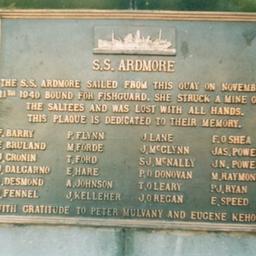 S.S. ARDMORE
THE S.S. ARDMORE SAILED FROM THIS QUAY ON NOVEMB
1TH 1940 BOUND FOR FISHGUARD. SHE STRUCK A MINE O
THE SALTEES AND WAS LOST WITH ALL HANDS.
THIS PLAQUE IS DEDICATED TO THEIR MEMORY.
BARRY P. FLYNN J. LANE F. O SHEA
BRULAND M. FORDE J. McGLYNN JAS. POWE
CRONIN T. FORD S.J. McNALLY J.N. POWE
DALGARNO E. HARE P. O DONOVAN M. RAYMON
DESMOND A. JOHNSON T. O LEARY P.J. RYAN
FENNEL J. KELLEHER J. O REGAN E. SPEED
WITH GRATITUDE TO PETER MULVANY AND EUGENE KEHO